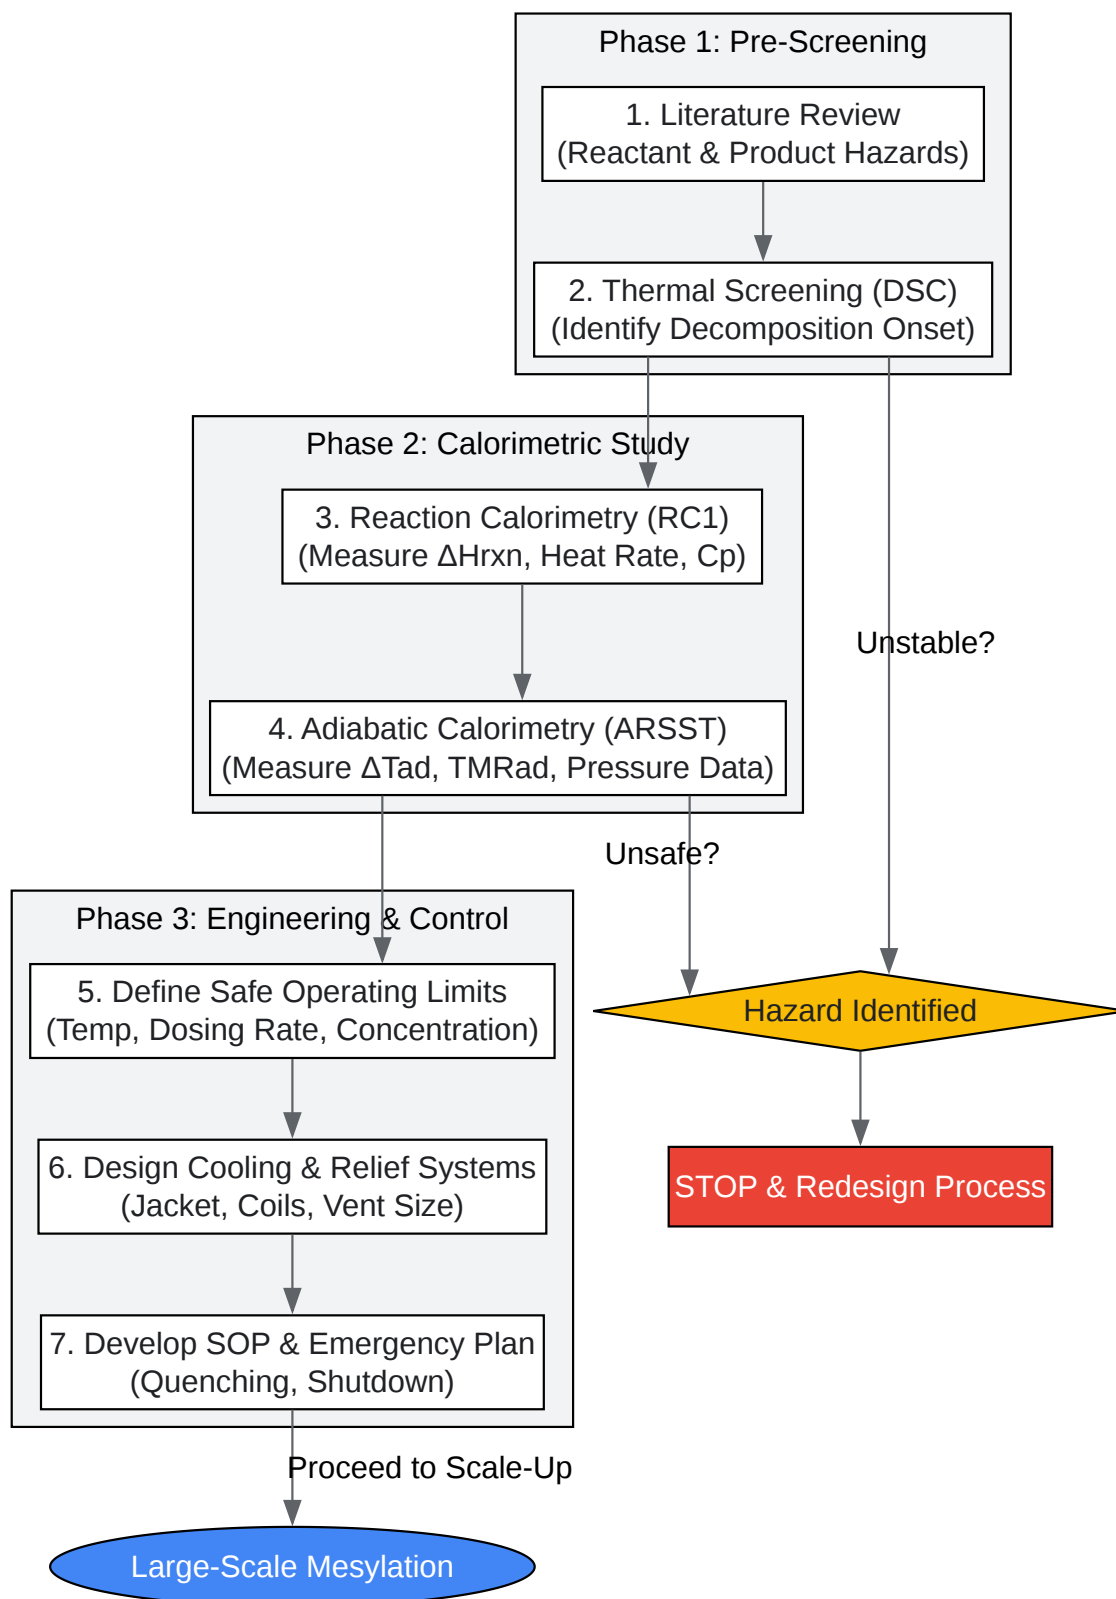 Phase 1: Pre-Screening
1. Literature Review
(Reactant & Product Hazards)
2. Thermal Screening (DSC)
(Identify Decomposition Onset)
Phase 2: Calorimetric Study
3. Reaction Calorimetry (RC1)
(Measure ΔHrxn, Heat Rate, Cp)
Unstable?
4. Adiabatic Calorimetry (ARSST)
(Measure ΔTad, TMRad, Pressure Data)
Unsafe?
Phase 3: Engineering & Control
5. Define Safe Operating Limits
(Temp, Dosing Rate, Concentration)
Hazard Identified
6. Design Cooling & Relief Systems
(Jacket, Coils, Vent Size)
STOP & Redesign Process
7. Develop SOP & Emergency Plan
(Quenching, Shutdown)
Proceed to Scale-Up
Large-Scale Mesylation